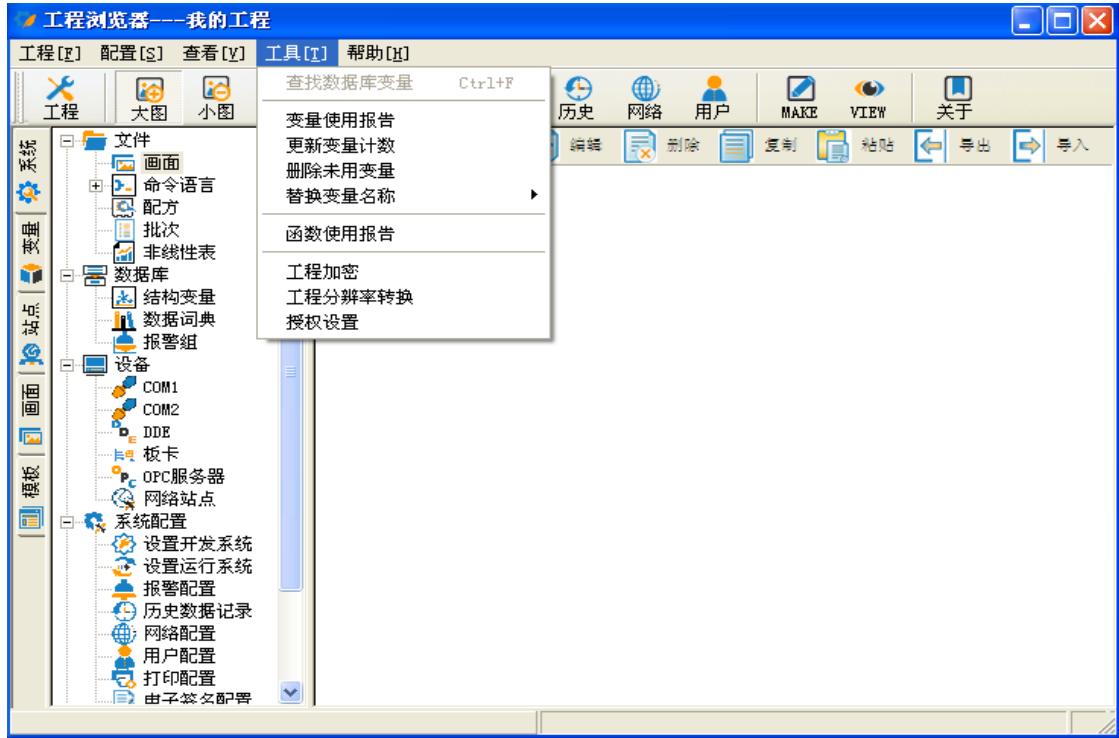 工程浏览器---我的工程
工程[F] 配置[S] 查看[V] 工具[T] 帮助[H]
工程 大图 小图 历史 网络 用户 MAKE VIEW 关于
查找数据库变量 Ctrl+F
变量使用报告
更新变量计数
删除未用变量
替换变量名称
函数使用报告
工程加密
工程分辨率转换
授权设置
编辑 删除 复制 粘贴 导出 导入
系统
变量
站点
画面
模板
文件
画面
命令语言
配方
批次
非线性表
数据库
结构变量
数据词典
报警组
设备
COM1
COM2
DDE
板卡
OPC服务器
网络站点
系统配置
设置开发系统
设置运行系统
报警配置
历史数据记录
网络配置
用户配置
打印配置
电子签名配置